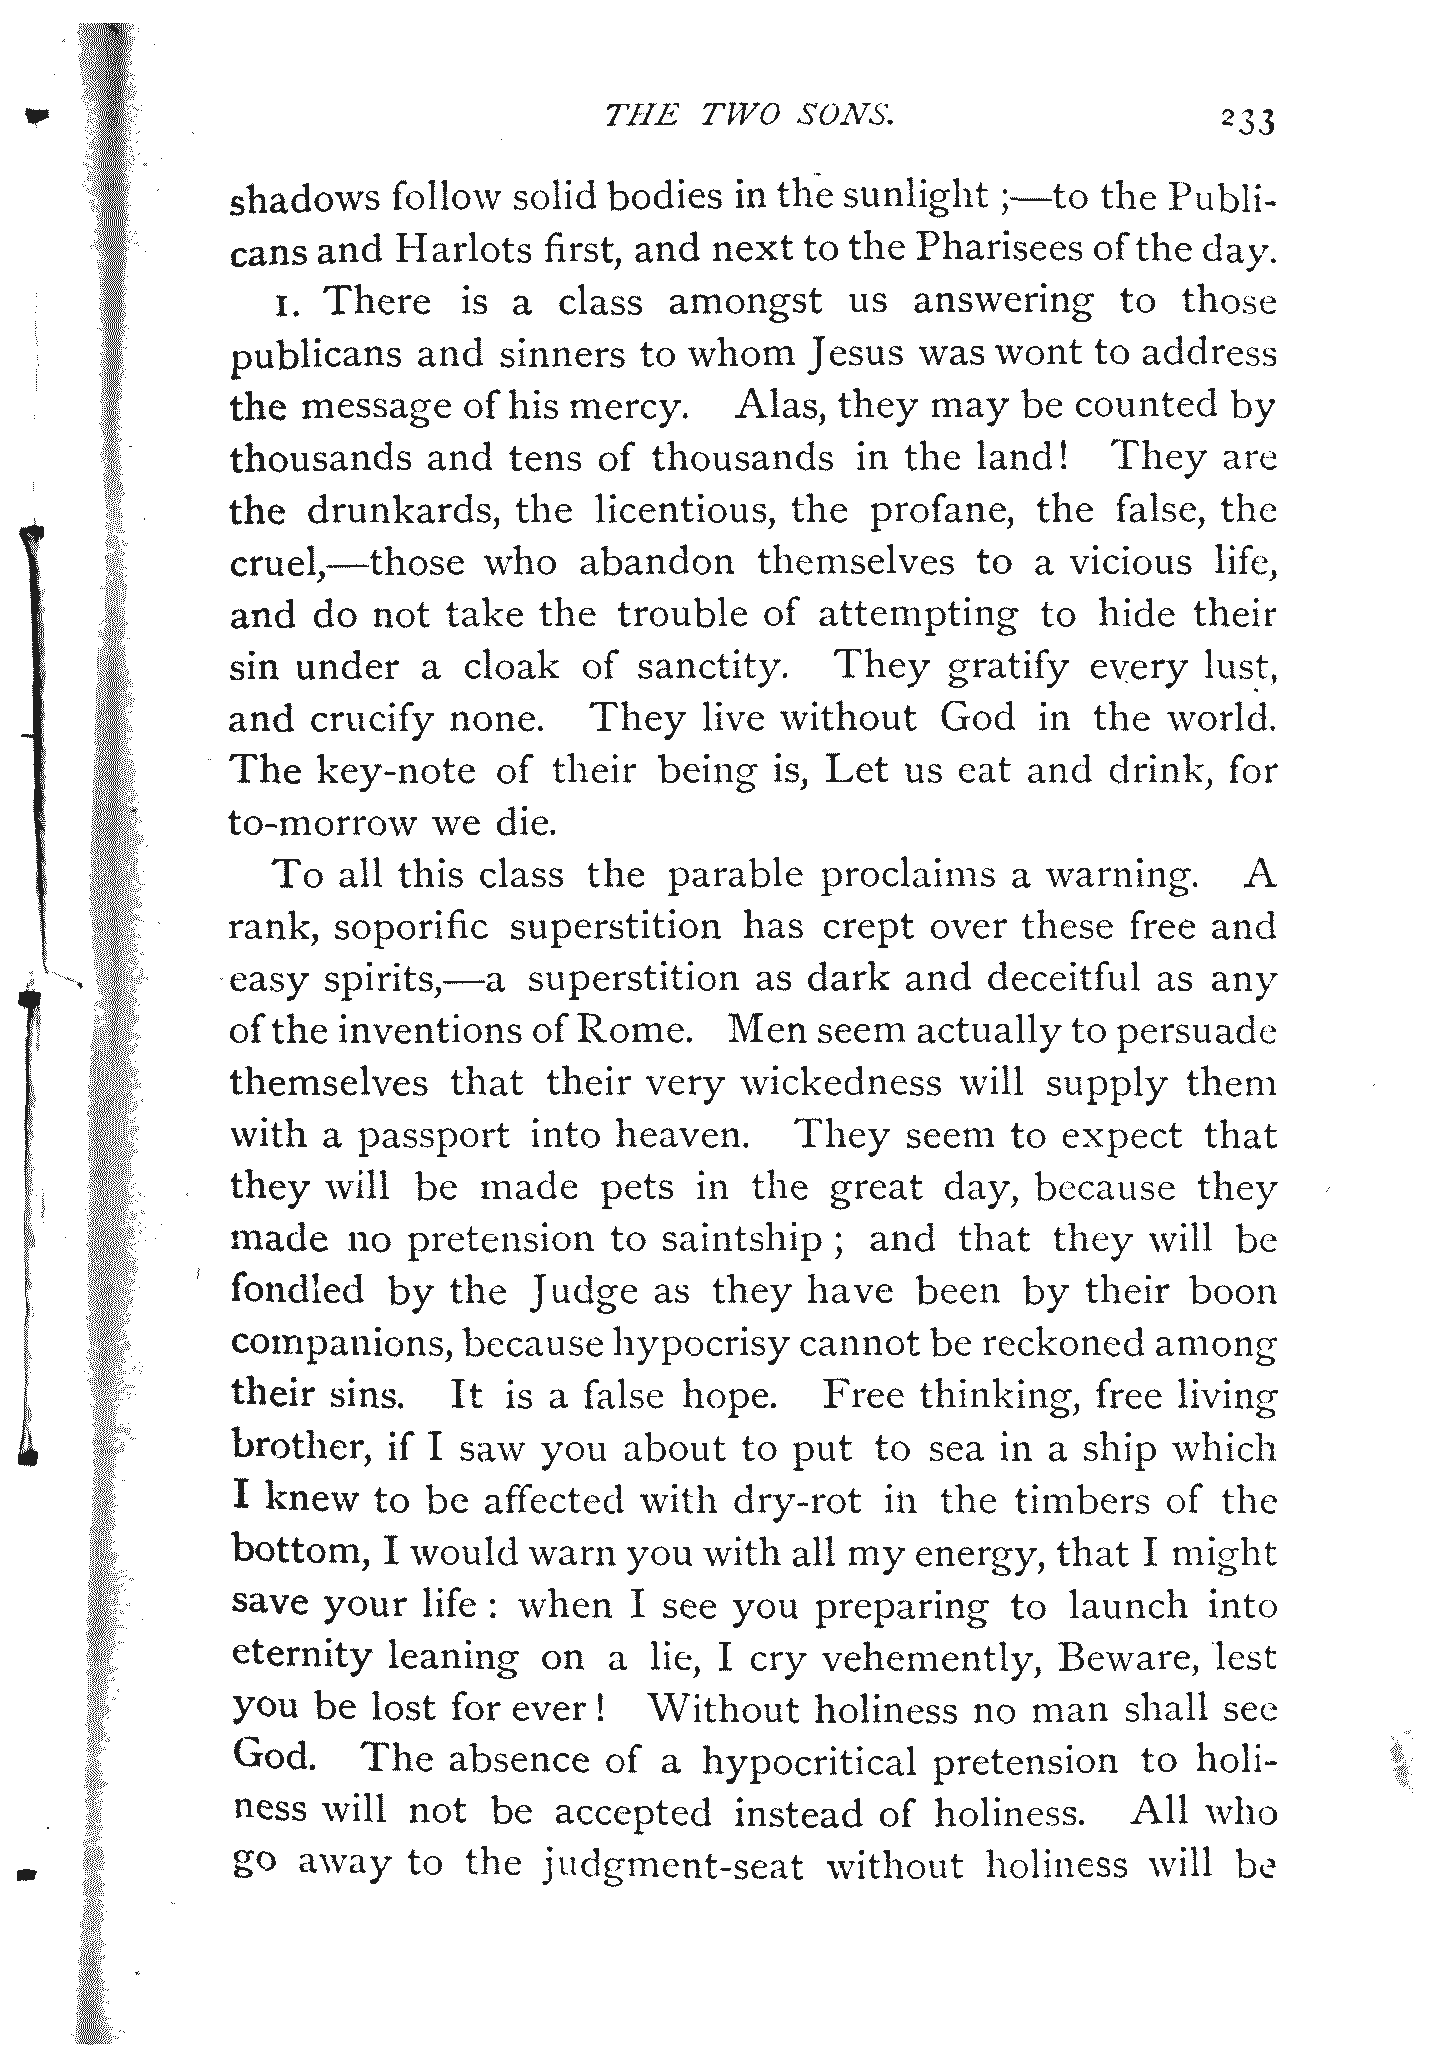 THE TWO SONS. 233
shadows follow solid bodies in the sunlight ;—to the Publi-
cans and Harlots first, and next to the Pharisees of the day.
1. There is a class amongst us answering to those
publicans and sinners to whom Jesus was wont to address
the message of his mercy. Alas, they may be counted by
thousands and tens of thousands in the land! They are
the drunkards, the licentious, the profane, the false, the
cruel,—those who abandon themselves to a vicious life,
and do not take the trouble of attempting to hide their
sin under a cloak of sanctity. They gratify every lust,
and crucify none. They live without God in the world.
The key-note of their being is, Let us eat and drink, for
to-morrow we die.
To all this class the parable proclaims a warning. A
rank, soporific superstition has crept over these free and
easy spirits,—a superstition as dark and deceitful as any
of the inventions of Rome. Men seem actually to persuade
themselves that their very wickedness will supply them
with a passport into heaven. They seem to expect that
they will be made pets in the great day, because they
made no pretension to saintship ; and that they will be
fondled by the Judge as they have been by their boon
companions, because hypocrisy cannot be reckoned among
their sins. It is a false hope. Free thinking, free living
brother, if I saw you about to put to sea in a ship which
I knew to be affected with dry-rot in the timbers of the
bottom, I would warn you with all my energy, that I might
save your life : when I see you preparing to launch into
eternity leaning on a lie, I cry vehemently, Beware, lest
you be lost for ever ! Without holiness no man shall see
God. The absence of a hypocritical pretension to holi-
ness will not be accepted instead of holiness. All who
go away to the judgment-seat without holiness will be